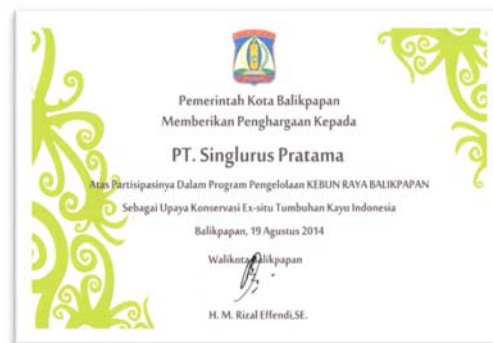 Pemerintah Kota Balikpapan
Memberikan Penghargaan Kepada
PT. Singlurus Pratama
Atas Partisipasinya Dalam Program Pengelolaan KEBUN RAYA BALIKPAPAN
Sebagai Upaya Konservasi Ex-situ Tumbuhan Kayu Indonesia
Balikpapan, 19 Agustus 2014
Walikota Balikpapan
H. M. Rizal Effendi,SE.